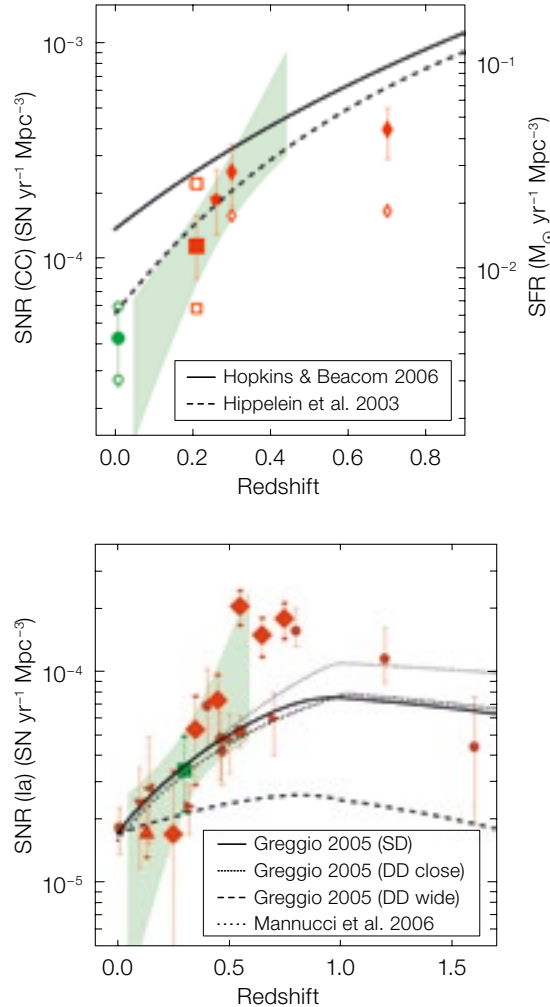 10⁻³
10⁻⁴
SNR (CC) (SN yr⁻¹ Mpc⁻³)
10⁻¹
10⁻²
SFR (M☉ yr⁻¹ Mpc⁻³)
Hopkins & Beacom 2006
Hippelein et al. 2003
0.0 0.2 0.4 0.6 0.8
Redshift
10⁻⁴
10⁻⁵
SNR (Ia) (SN yr⁻¹ Mpc⁻³)
Greggio 2005 (SD)
Greggio 2005 (DD close)
Greggio 2005 (DD wide)
Mannucci et al. 2006
0.0 0.5 1.0 1.5
Redshift